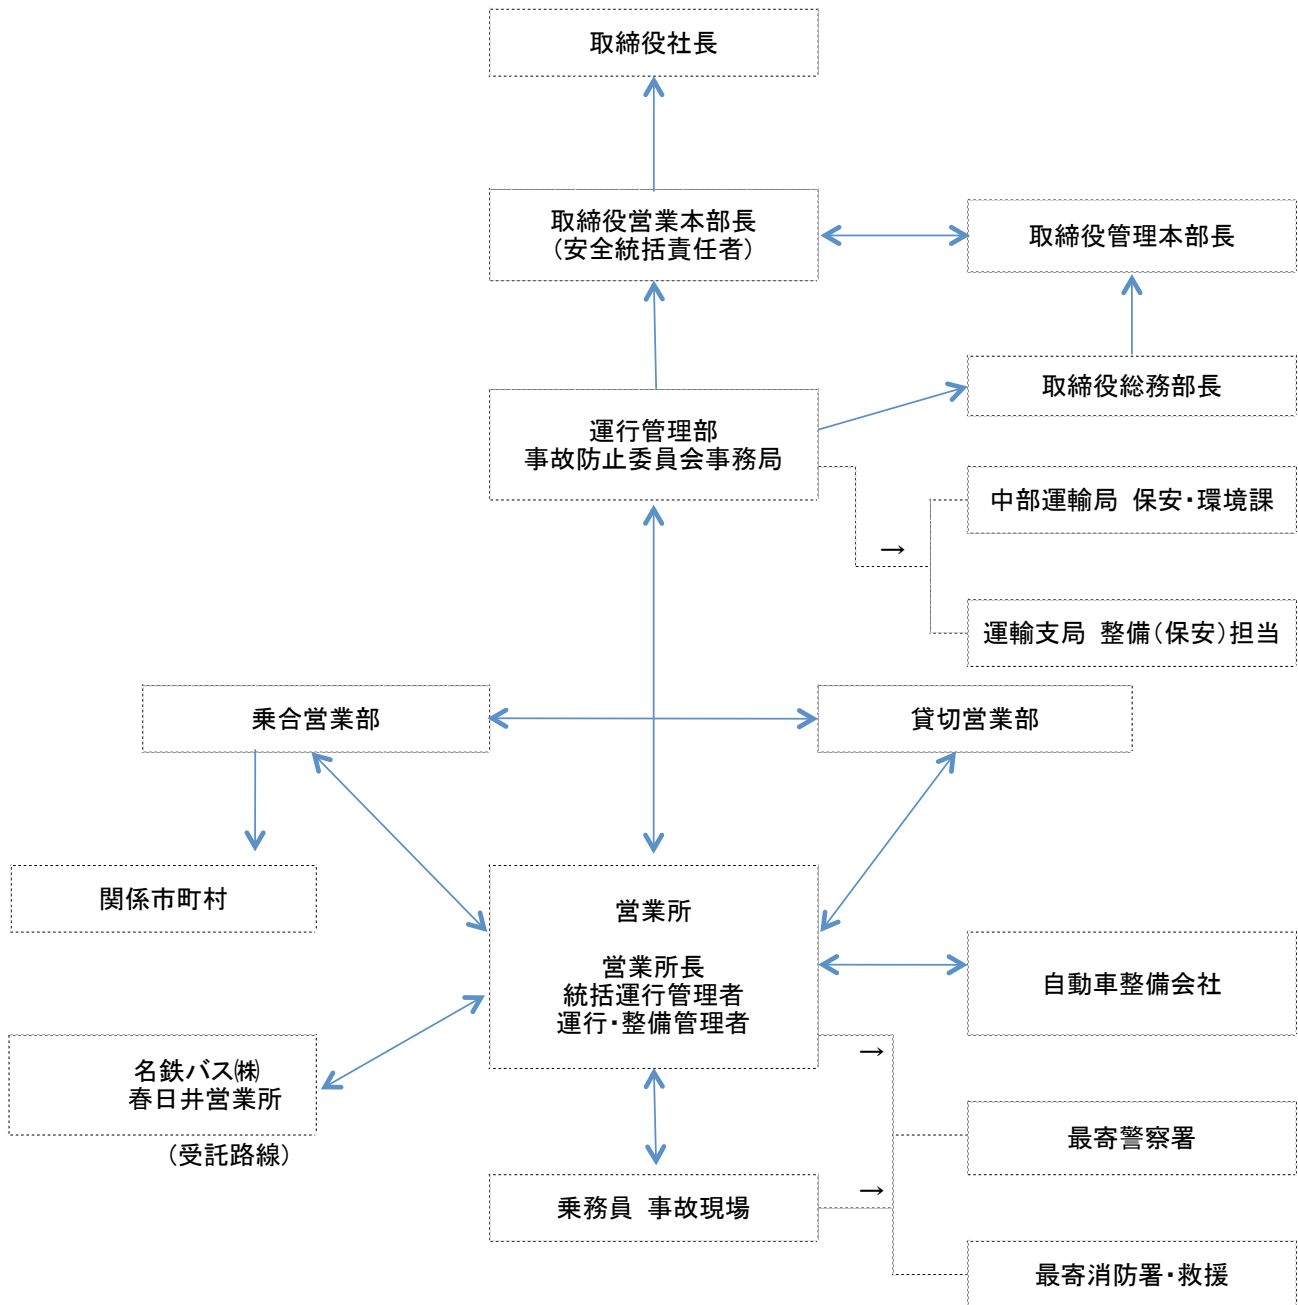 取締役社長
取締役営業本部長
(安全統括責任者)
取締役管理本部長
取締役総務部長
運行管理部
事故防止委員会事務局
中部運輸局 保安・環境課
→
運輸支局 整備(保安)担当
乗合営業部
貸切営業部
関係市町村
営業所
営業所長
統括運行管理者
運行・整備管理者
自動車整備会社
→
名鉄バス㈱
春日井営業所
(受託路線)
最寄警察署
→
乗務員 事故現場
最寄消防署・救援